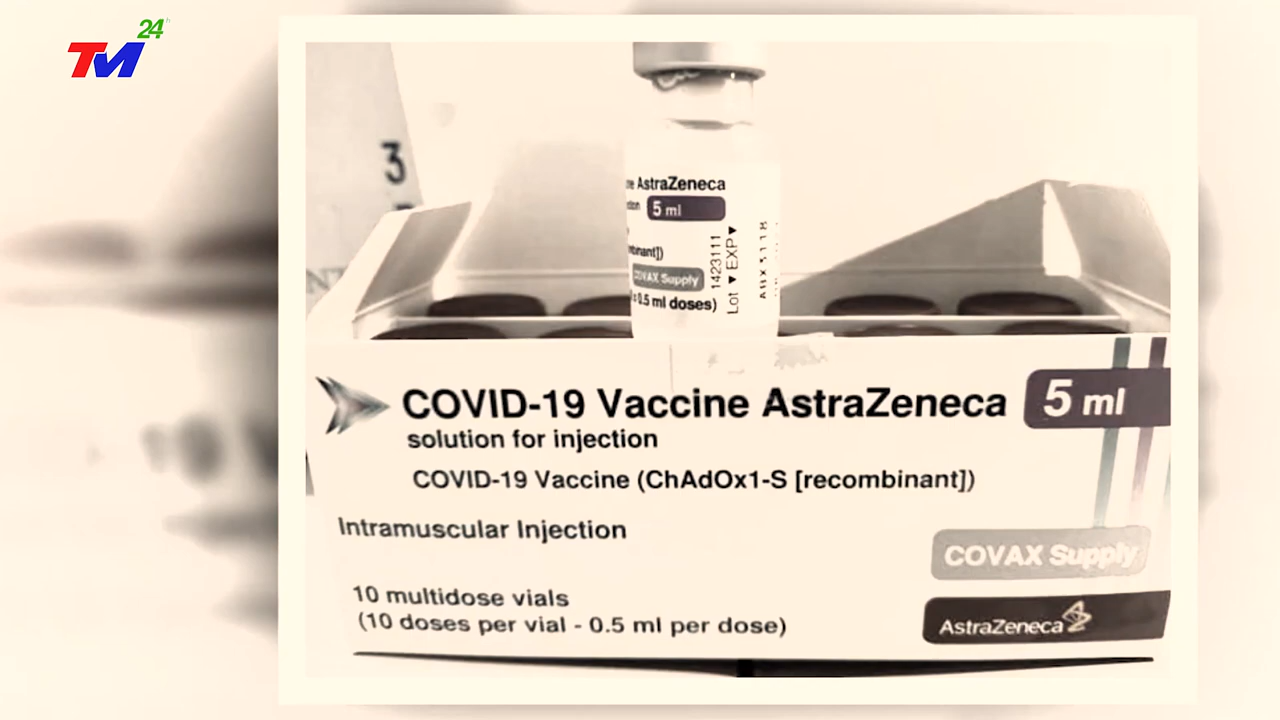 TM 24h
3
AstraZeneca
5 ml
COVAX Supply
0.5 ml doses)
Lot ▼ EXP▼
1423111
COVID-19 Vaccine AstraZeneca
5 ml
solution for injection
COVID-19 Vaccine (ChAdOx1-S [recombinant])
Intramuscular Injection
COVAX Supply
10 multidose vials
(10 doses per vial - 0.5 ml per dose)
AstraZeneca